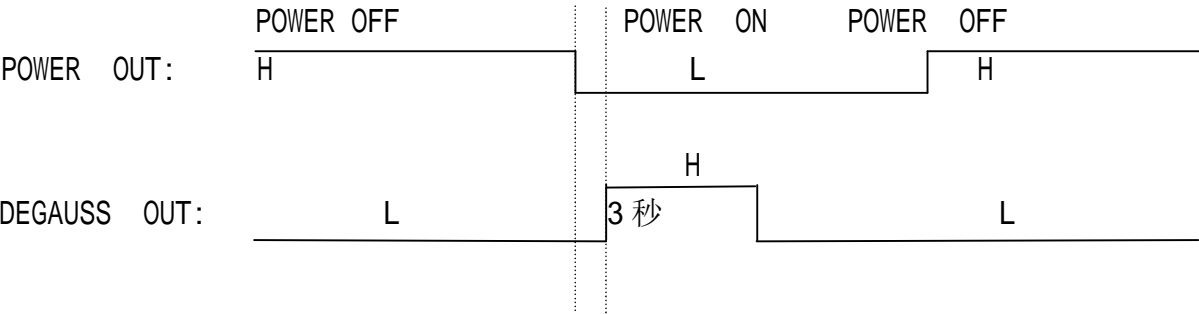 POWER OFF POWER ON POWER OFF
POWER OUT: H L H
H
DEGAUSS OUT: L 3秒 L